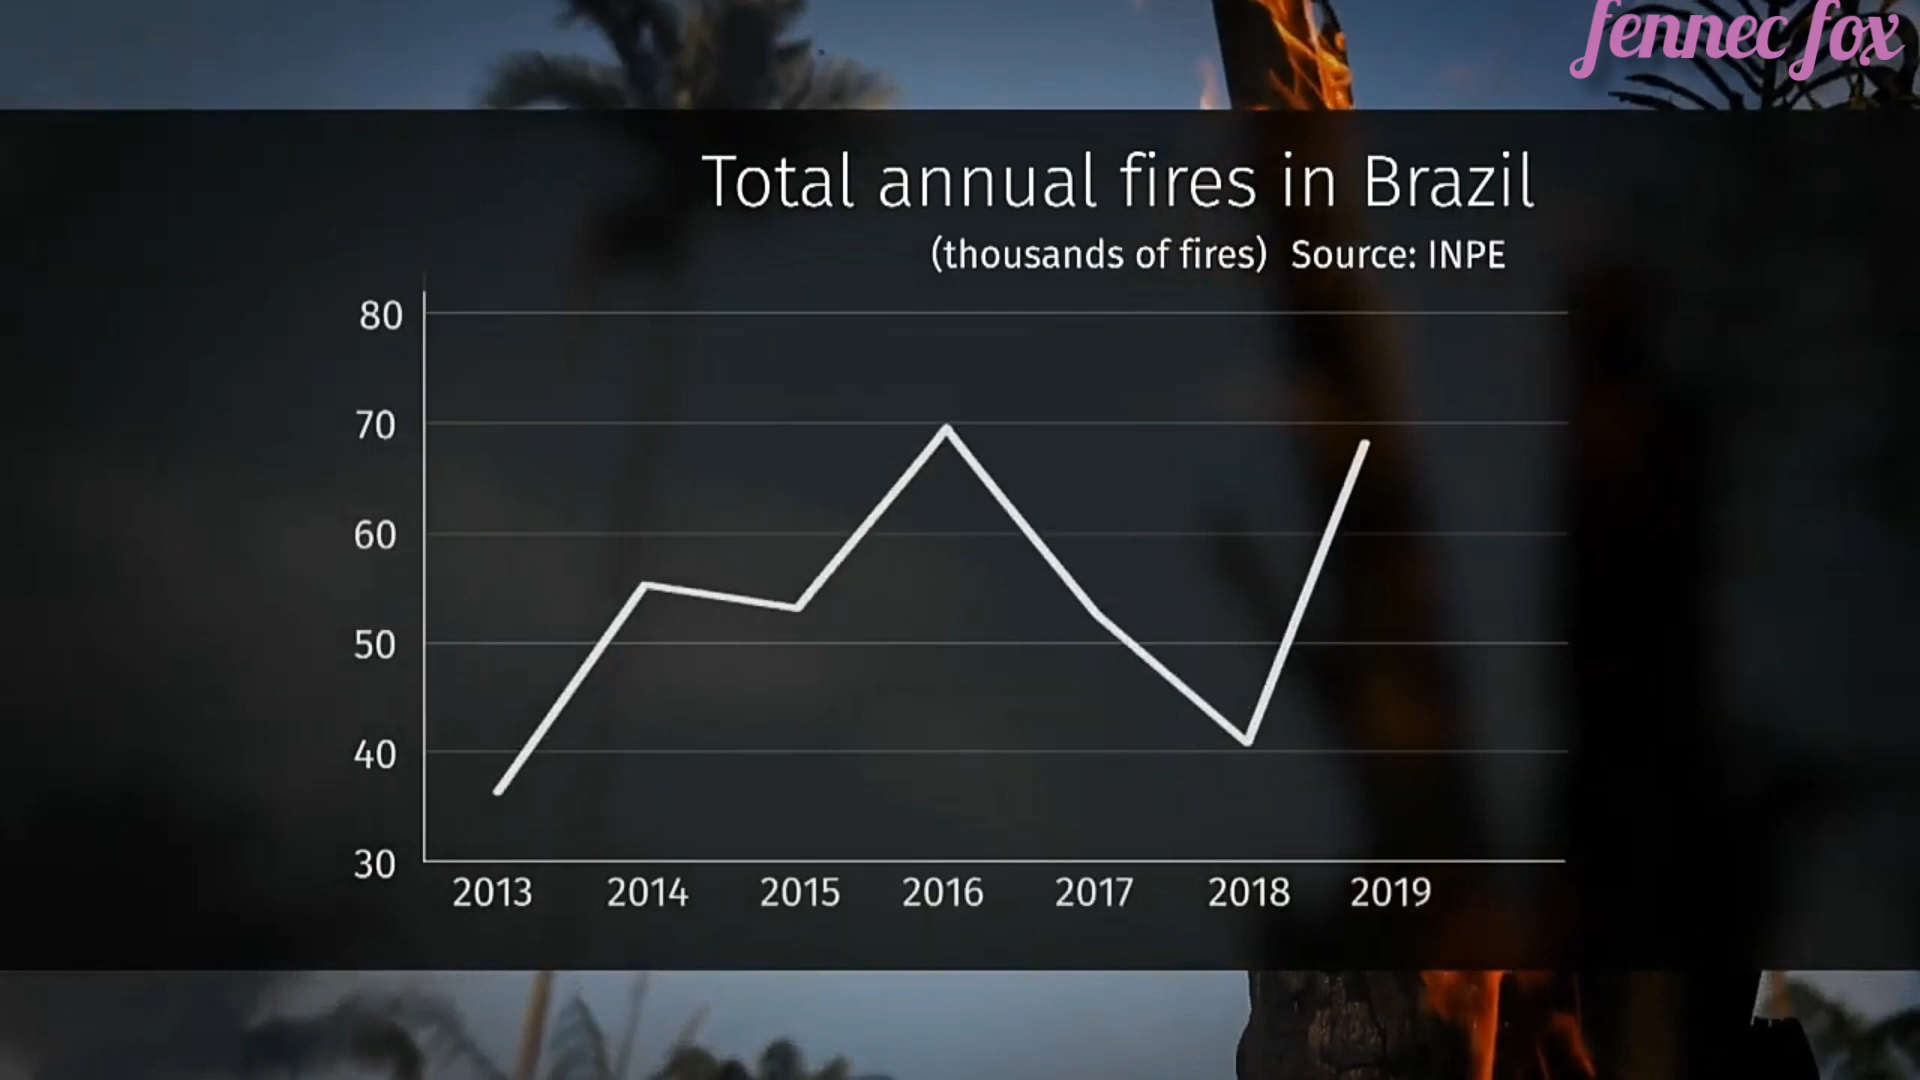 fennec fox
Total annual fires in Brazil
(thousands of fires) Source: INPE
80
70
60
50
40
30
2013 2014 2015 2016 2017 2018 2019